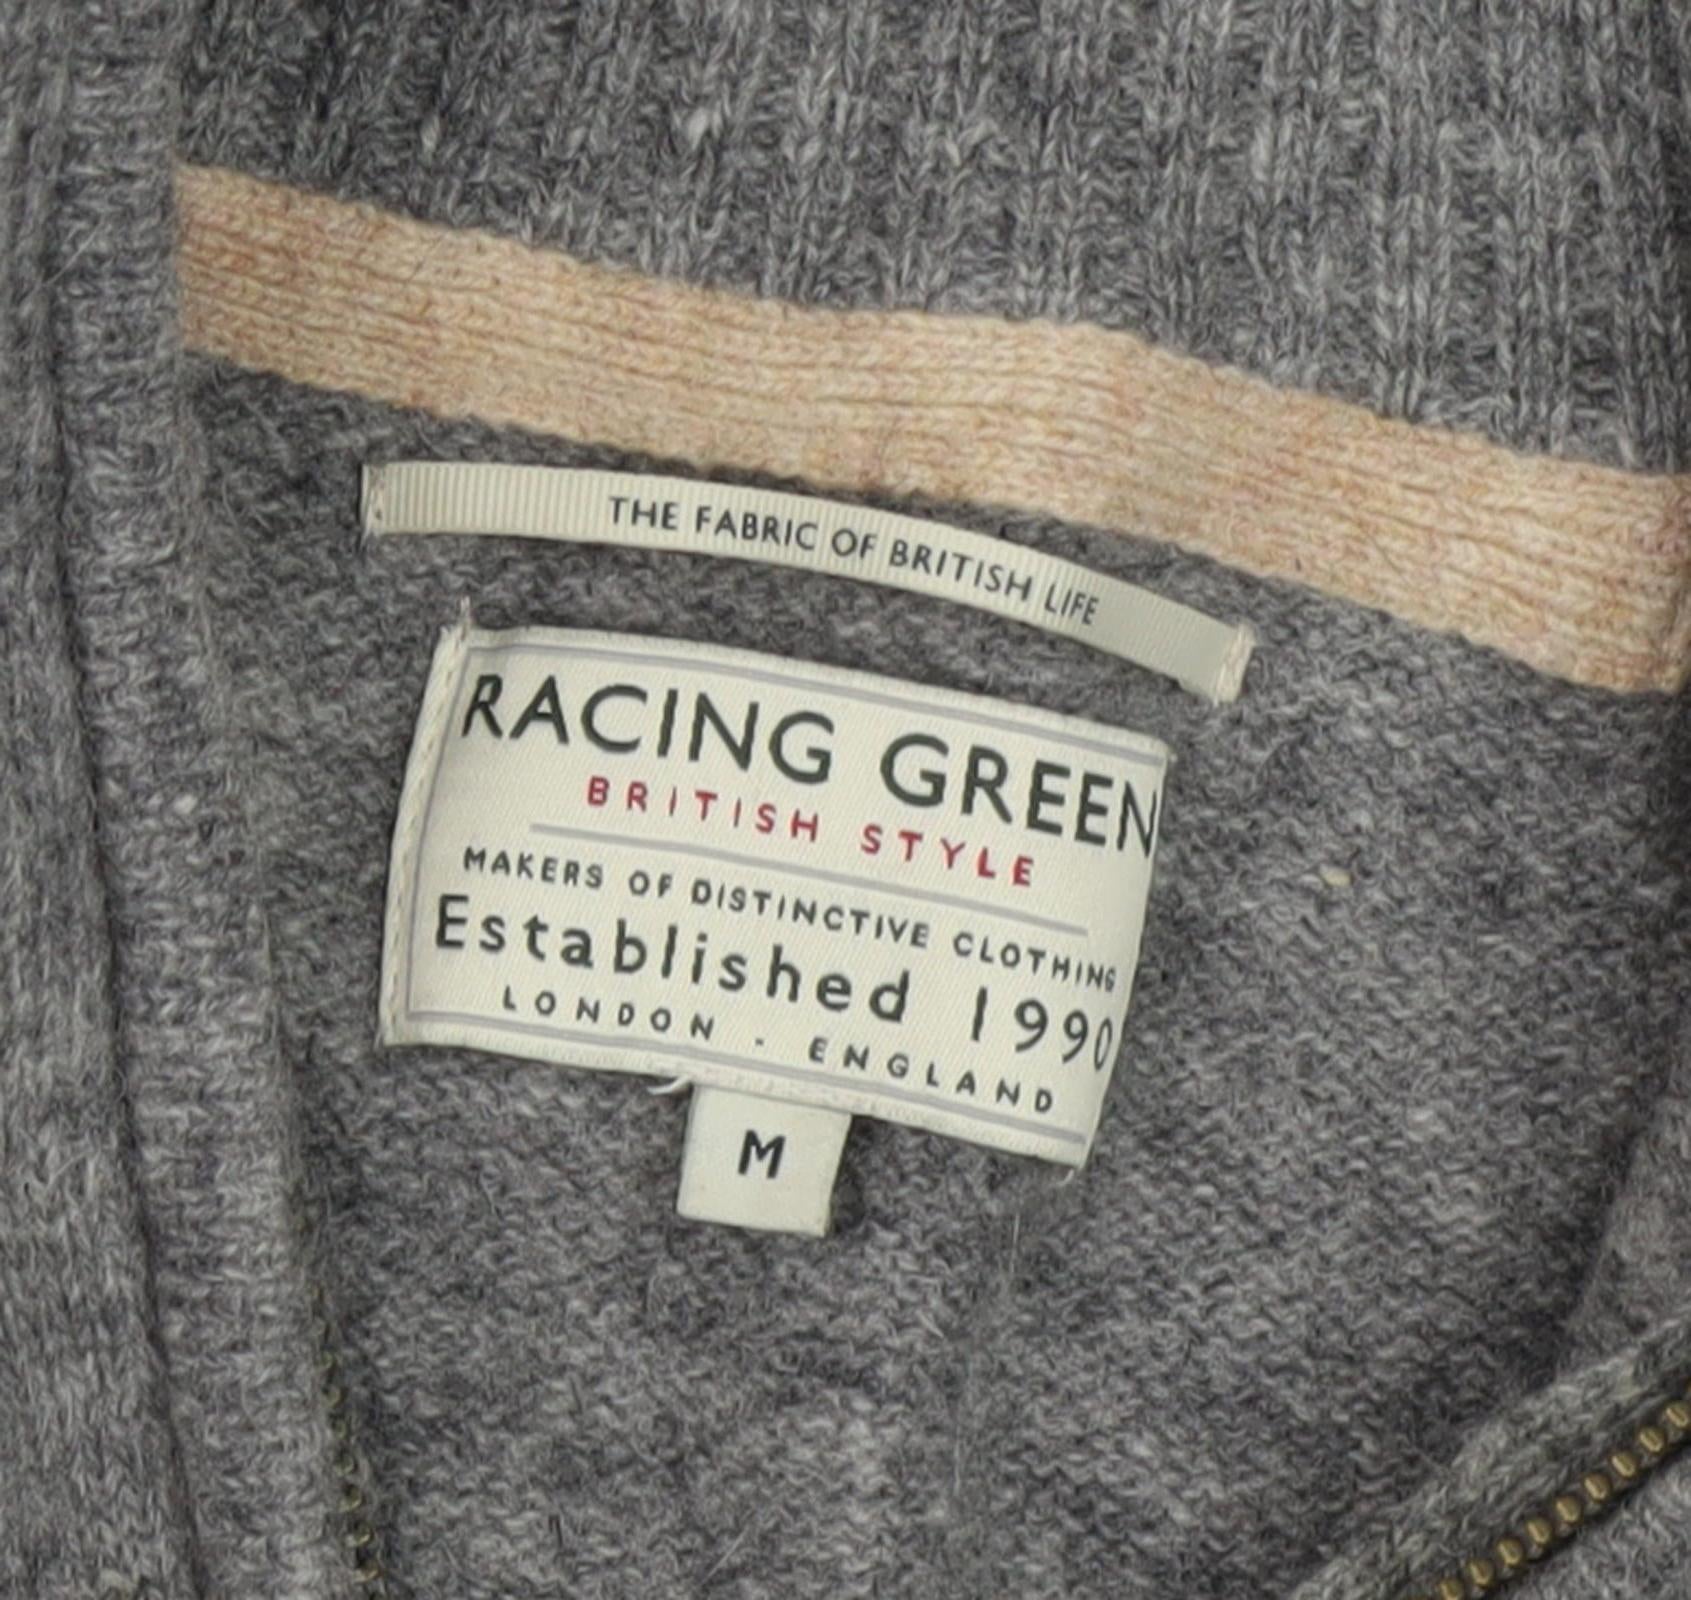 THE FABRIC OF BRITISH LIFE
RACING GREEN
BRITISH STYLE
MAKERS OF DISTINCTIVE CLOTHING
Established 1990
LONDON - ENGLAND
M